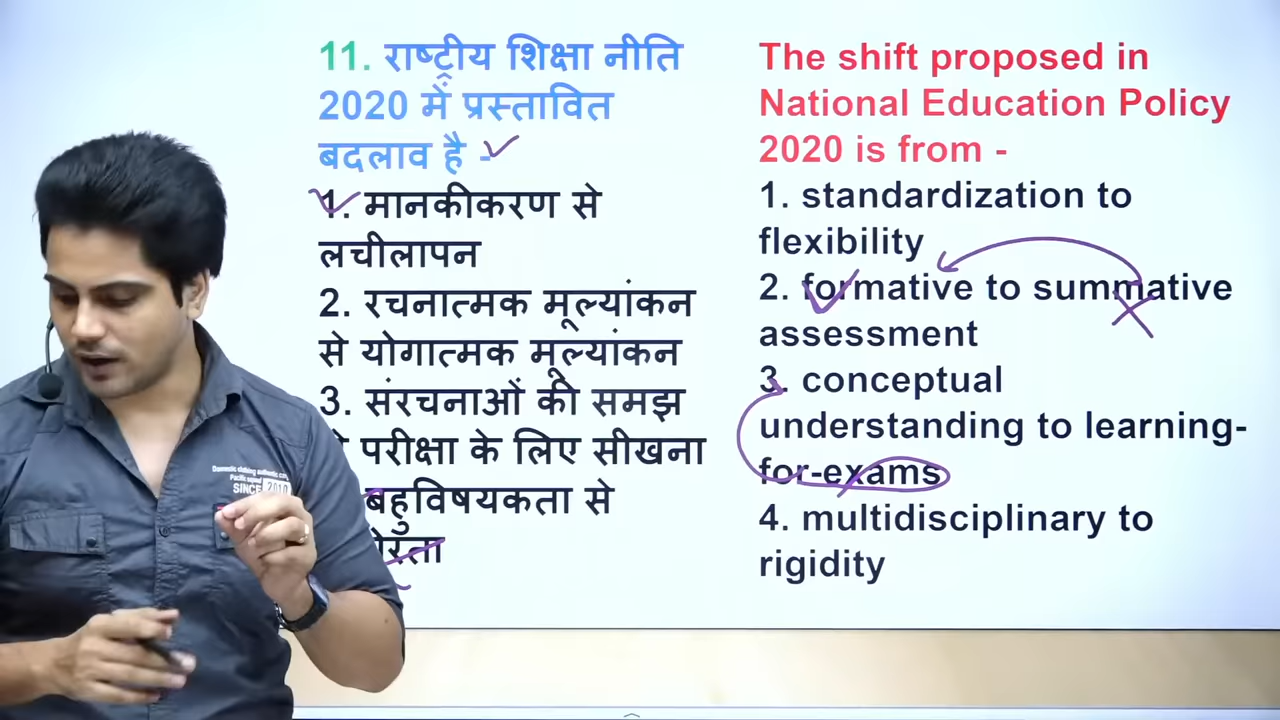 11. राष्ट्रीय शिक्षा नीति
2020 में प्रस्तावित
बदलाव है -
1. मानकीकरण से
लचीलापन
2. रचनात्मक मूल्यांकन
से योगात्मक मूल्यांकन
3. संरचनाओं की समझ
परीक्षा के लिए सीखना
बहुविषयकता से
The shift proposed in
National Education Policy
2020 is from -
1. standardization to
flexibility
2. formative to summative
assessment
3. conceptual
understanding to learning-
for-exams
4. multidisciplinary to
rigidity
SINCE 2010